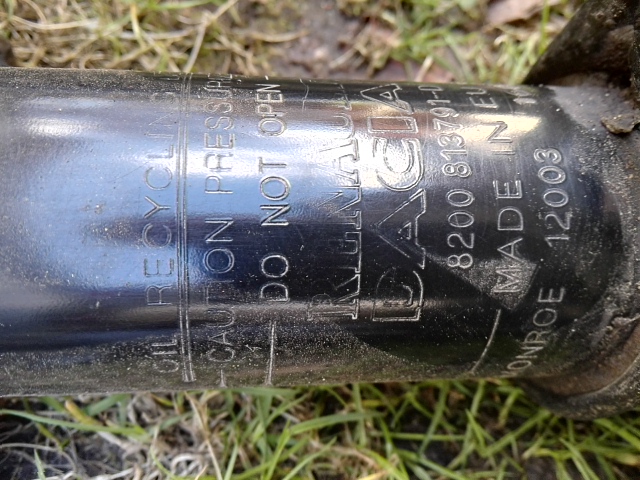 OIL RECYCLING
CAUTION PRESSURE
DO NOT OPEN
RENAULT
DACIA
8200 813791
MADE IN EU
MONROE 12003